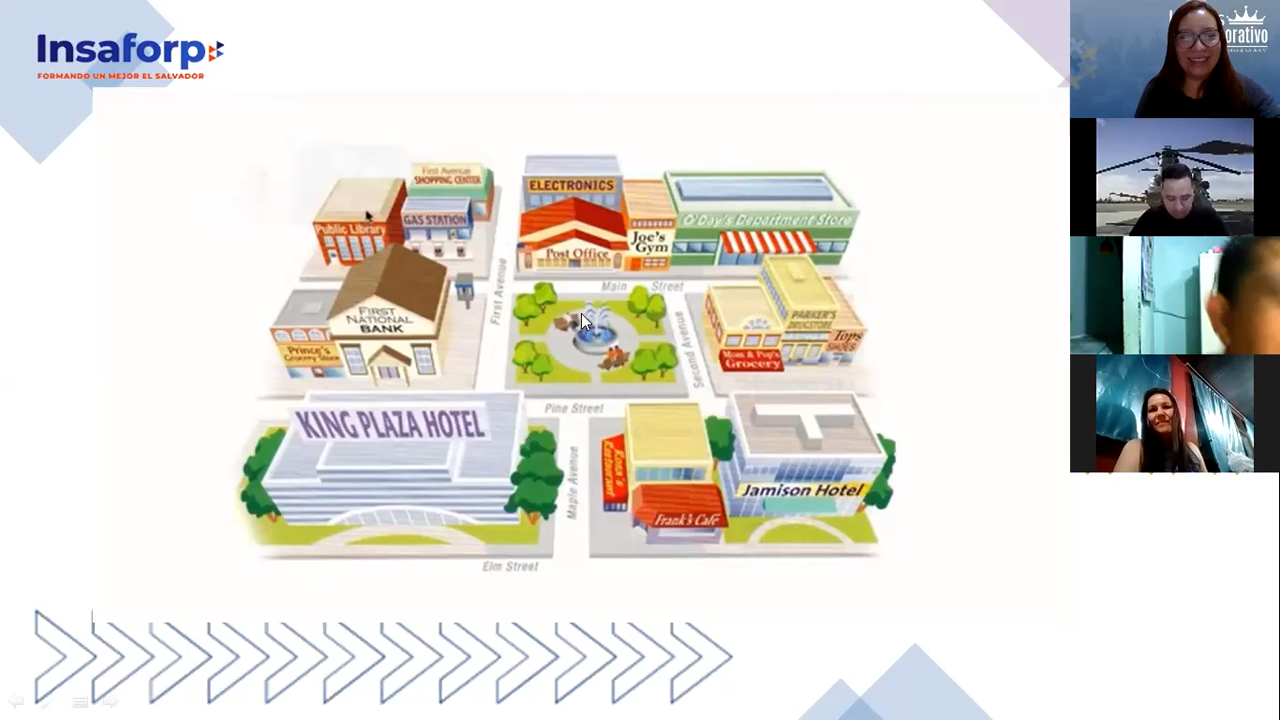 Insaforp
FORMANDO UN MEJOR EL SALVADOR
orativo
First Avenue
SHOPPING CENTER
GAS STATION
Public Library
ELECTRONICS
Post Office
Joe's
Gym
O'Day's Department Store
Main Street
First Avenue
FIRST
NATIONAL
BANK
Prince's
Grocery Store
Second Avenue
Mom & Pop's
Grocery
PARKER'S
DRUGSTORE
Tops
SHOES
Pine Street
KING PLAZA HOTEL
Maple Avenue
Restaurant
Frank's Café
Jamison Hotel
Elm Street